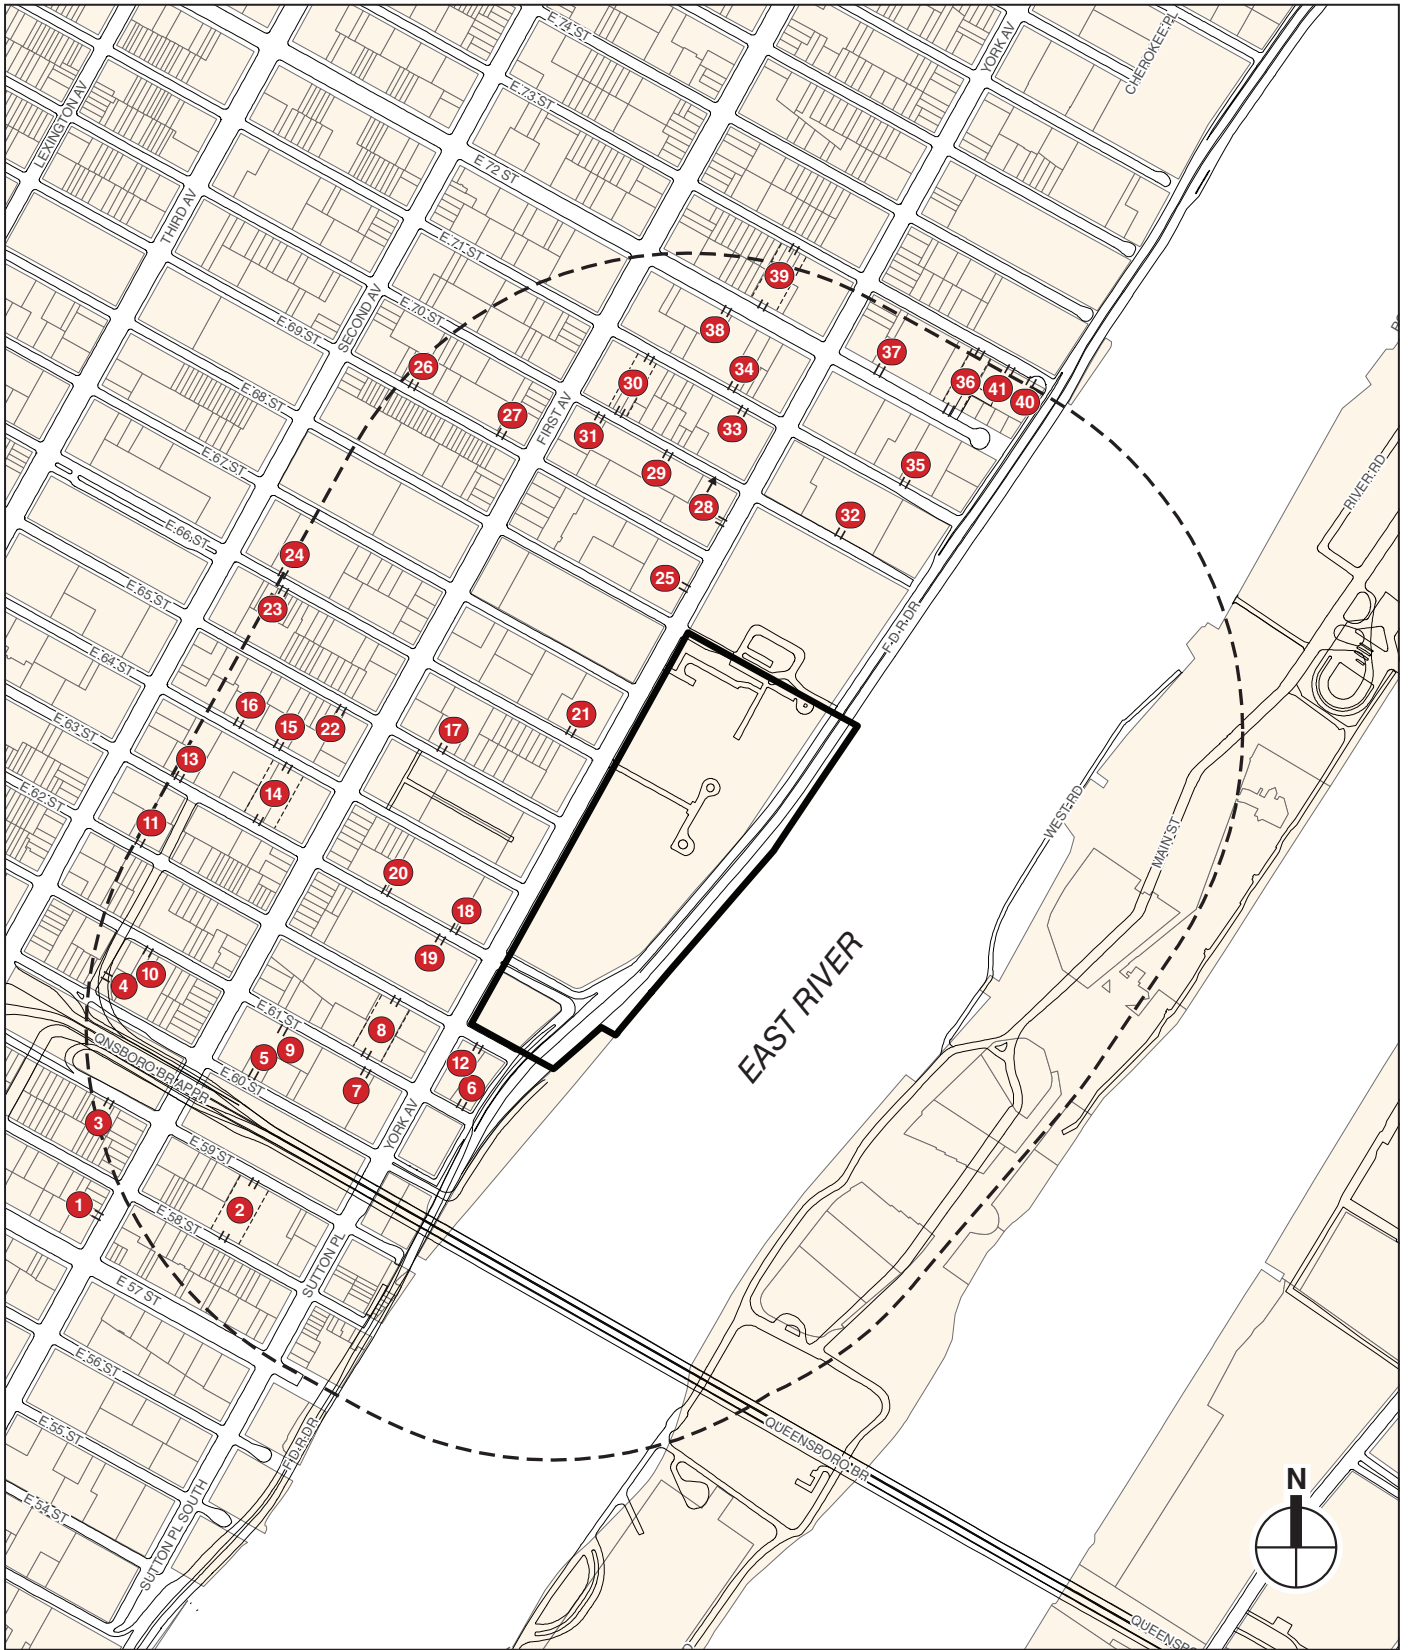 E.74 ST
YORK AV
CHEROKEE PL
E.73 ST
LEXINGTON AV
E 72 ST
THIRD AV
E.71 ST
39
SECOND AV
E.70 ST
E.69 ST
38
37
26
34
30
36
41
40
E.68 ST
27
FIRST AV
31
33
E.67 ST
29
35
RIVER RD
28
32
E.66 ST
24
25
E.65 ST
23
F D R DR
E.64 ST
16
15
22
21
17
E.63 ST
13
14
E.62 ST
11
WEST RD
MAIN ST
20
18
19
EAST RIVER
10
4
E.61 ST
8
QNSBORO BR APPR
9
5
12
E.60 ST
7
6
3
YORK AV
E.59 ST
1
2
E.58 ST
SUTTON PL
E 57 ST
E.56 ST
E.55 ST
F D R DR
QUEENSBORO BR
N
E.54 ST
SUTTON PL SOUTH
QUEENSB